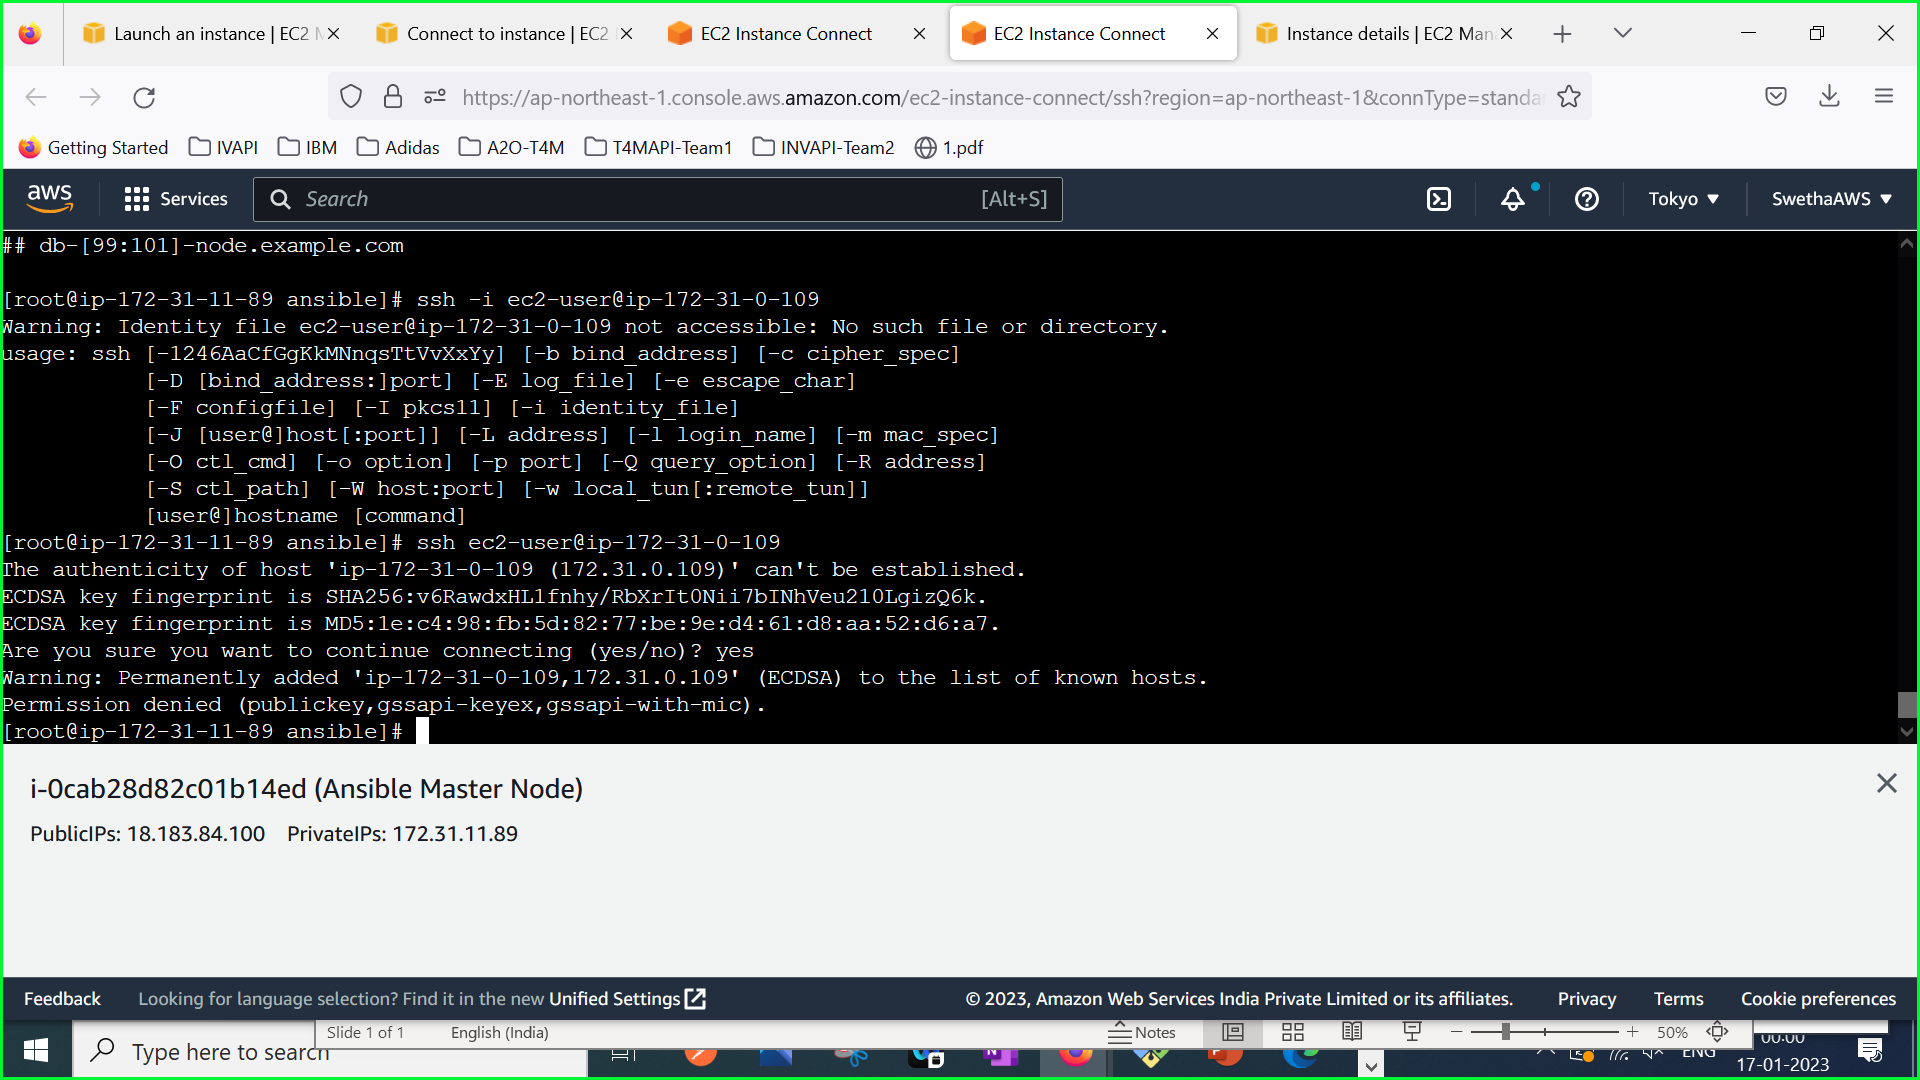 Launch an instance | EC2 M
Connect to instance | EC2
EC2 Instance Connect
EC2 Instance Connect
Instance details | EC2 Man
https://ap-northeast-1.console.aws.amazon.com/ec2-instance-connect/ssh?region=ap-northeast-1&connType=standa
Getting Started
IVAPI
IBM
Adidas
A2O-T4M
T4MAPI-Team1
INVAPI-Team2
1.pdf
aws
Services
Search
[Alt+S]
Tokyo
SwethaAWS
## db-[99:101]-node.example.com
[root@ip-172-31-11-89 ansible]# ssh -i ec2-user@ip-172-31-0-109
Warning: Identity file ec2-user@ip-172-31-0-109 not accessible: No such file or directory.
usage: ssh [-1246AaCfGgKkMNnqsTtVvXxYy] [-b bind_address] [-c cipher_spec]
[-D [bind_address:]port] [-E log_file] [-e escape_char]
[-F configfile] [-I pkcs11] [-i identity_file]
[-J [user@]host[:port]] [-L address] [-l login_name] [-m mac_spec]
[-O ctl_cmd] [-o option] [-p port] [-Q query_option] [-R address]
[-S ctl_path] [-W host:port] [-w local_tun[:remote_tun]]
[user@]hostname [command]
[root@ip-172-31-11-89 ansible]# ssh ec2-user@ip-172-31-0-109
The authenticity of host 'ip-172-31-0-109 (172.31.0.109)' can't be established.
ECDSA key fingerprint is SHA256:v6RawdxHL1fnhy/RbXrIt0Nii7bINhVeu210LgizQ6k.
ECDSA key fingerprint is MD5:1e:c4:98:fb:5d:82:77:be:9e:d4:61:d8:aa:52:d6:a7.
Are you sure you want to continue connecting (yes/no)? yes
Warning: Permanently added 'ip-172-31-0-109,172.31.0.109' (ECDSA) to the list of known hosts.
Permission denied (publickey,gssapi-keyex,gssapi-with-mic).
[root@ip-172-31-11-89 ansible]#
i-0cab28d82c01b14ed (Ansible Master Node)
PublicIPs: 18.183.84.100 PrivateIPs: 172.31.11.89
Feedback
Looking for language selection? Find it in the new Unified Settings
© 2023, Amazon Web Services India Private Limited or its affiliates.
Privacy
Terms
Cookie preferences
Slide 1 of 1
English (India)
Notes
50%
Type here to search
ENG
00:00
17-01-2023